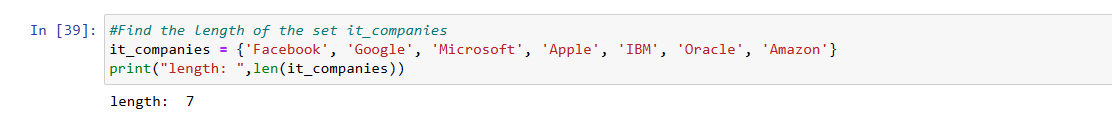 In [39]: #Find the length of the set it_companies
it_companies = {'Facebook', 'Google', 'Microsoft', 'Apple', 'IBM', 'Oracle', 'Amazon'}
print("length: ",len(it_companies))
length:  7